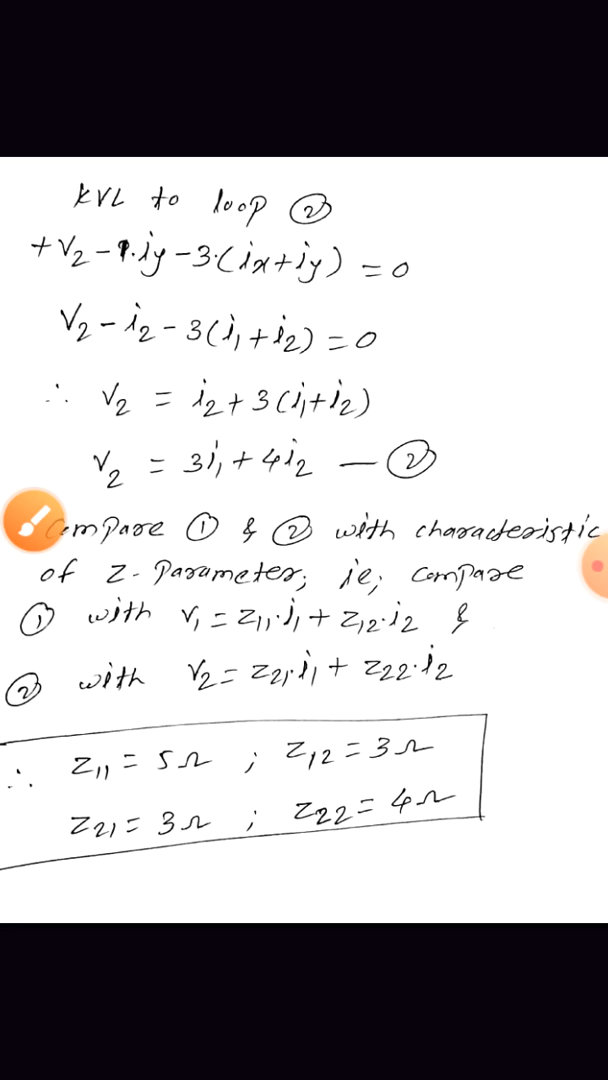 KVL to loop ②
+V₂ - 1·iy - 3·(ix + iy) = 0
V₂ - i₂ - 3(i₁ + i₂) = 0
∴ V₂ = i₂ + 3(i₁ + i₂)
V₂ = 3i₁ + 4i₂ — ②
Compare ① & ② with characteristic
of Z-Parameter, ie, compare
① with V₁ = Z₁₁·i₁ + Z₁₂·i₂ &
② with V₂ = Z₂₁·i₁ + Z₂₂·i₂
∴ Z₁₁ = 5Ω ; Z₁₂ = 3Ω
Z₂₁ = 3Ω ; Z₂₂ = 4Ω